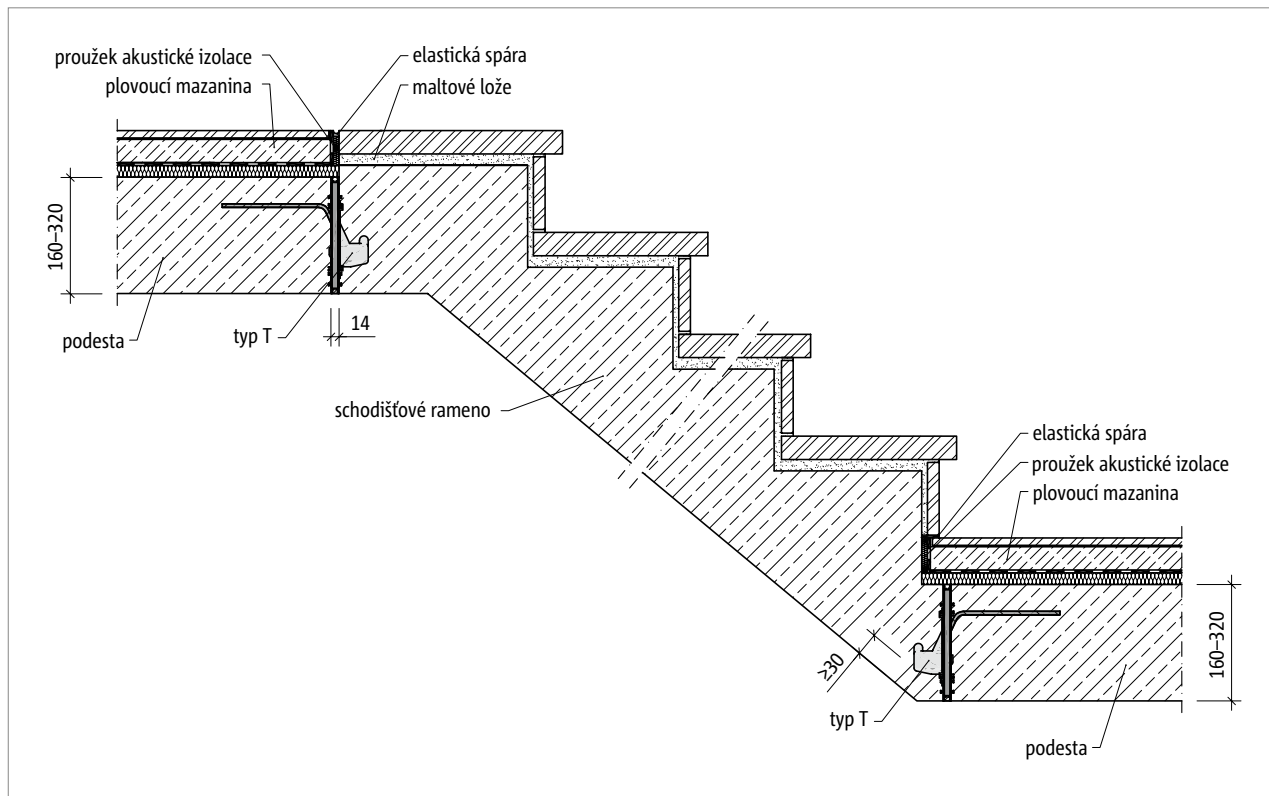 proužek akustické izolace
elastická spára
plovoucí mazanina
maltové lože
160–320
podesta
typ T
14
schodišťové rameno
elastická spára
proužek akustické izolace
plovoucí mazanina
≥30
160–320
typ T
podesta